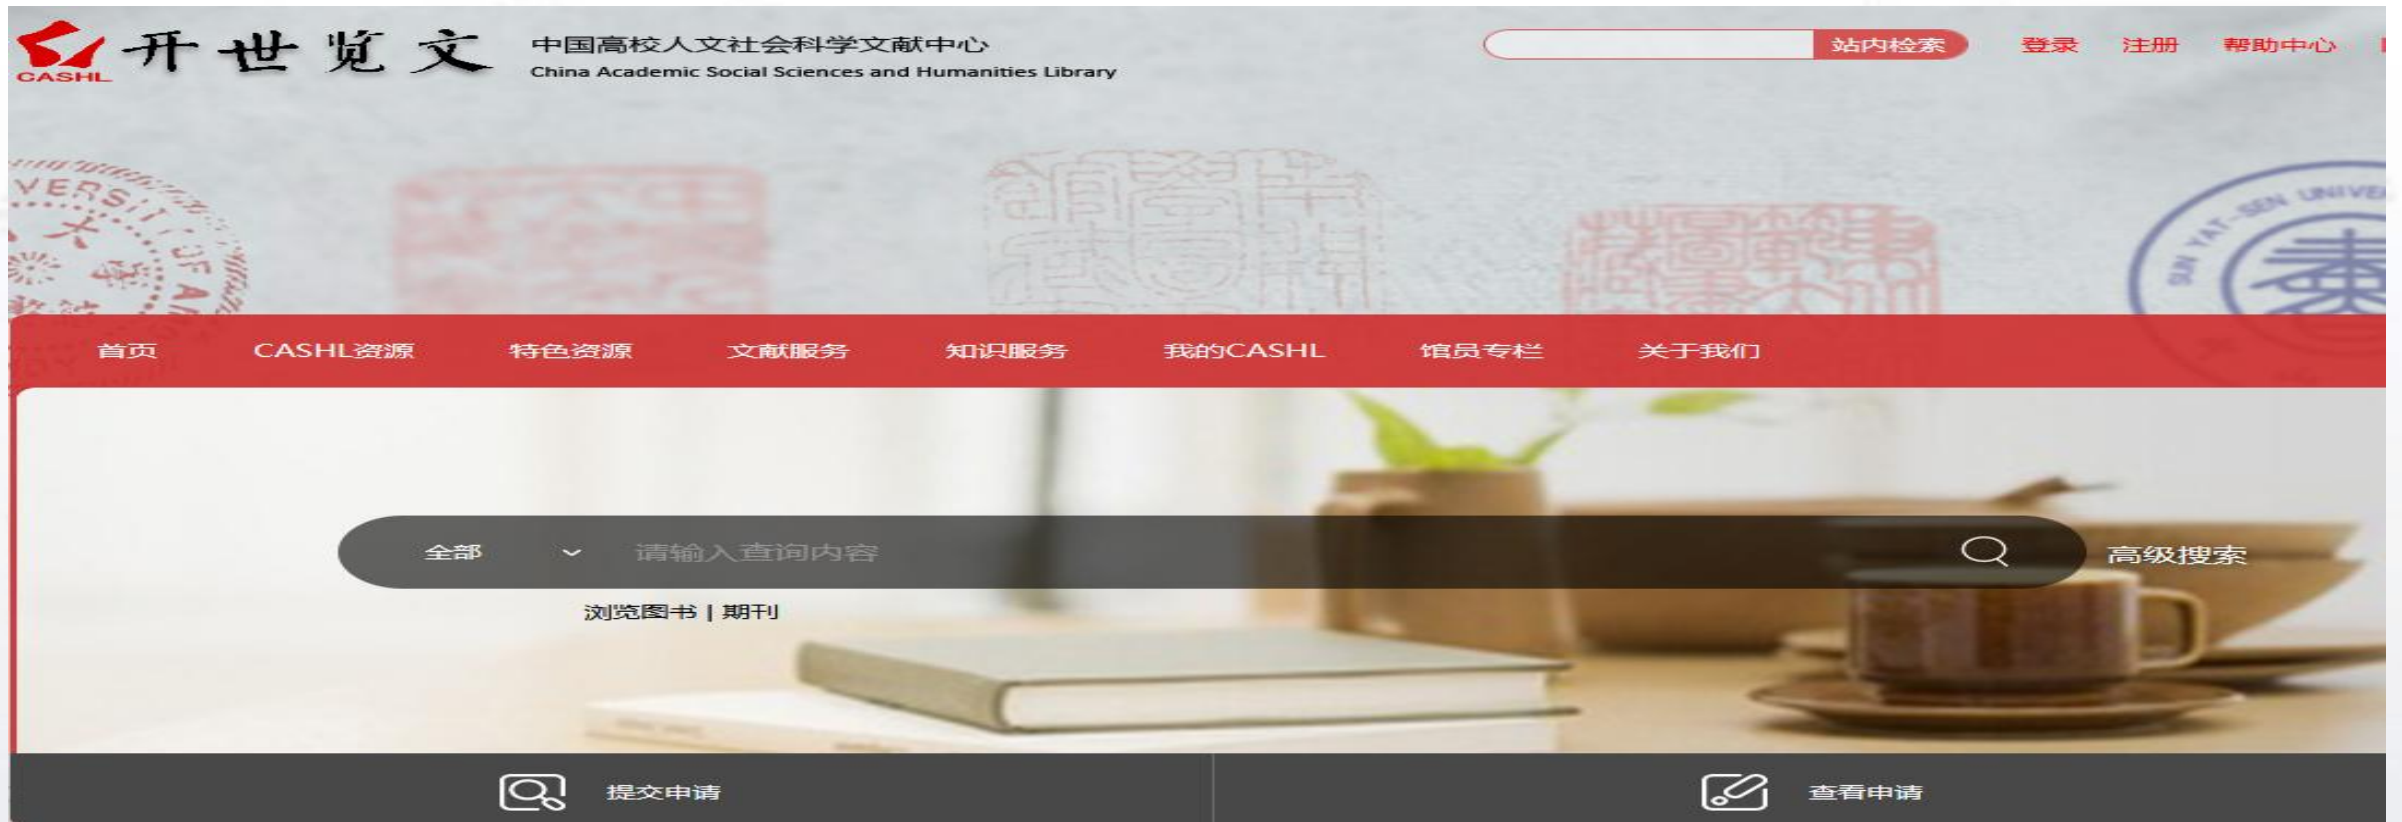 开世览文
CASHL
中国高校人文社会科学文献中心
China Academic Social Sciences and Humanities Library
站内检索 登录 注册 帮助中心
首页 CASHL资源 特色资源 文献服务 知识服务 我的CASHL 馆员专栏 关于我们
全部 请输入查询内容 高级搜索
浏览图书 | 期刊
提交申请 查看申请